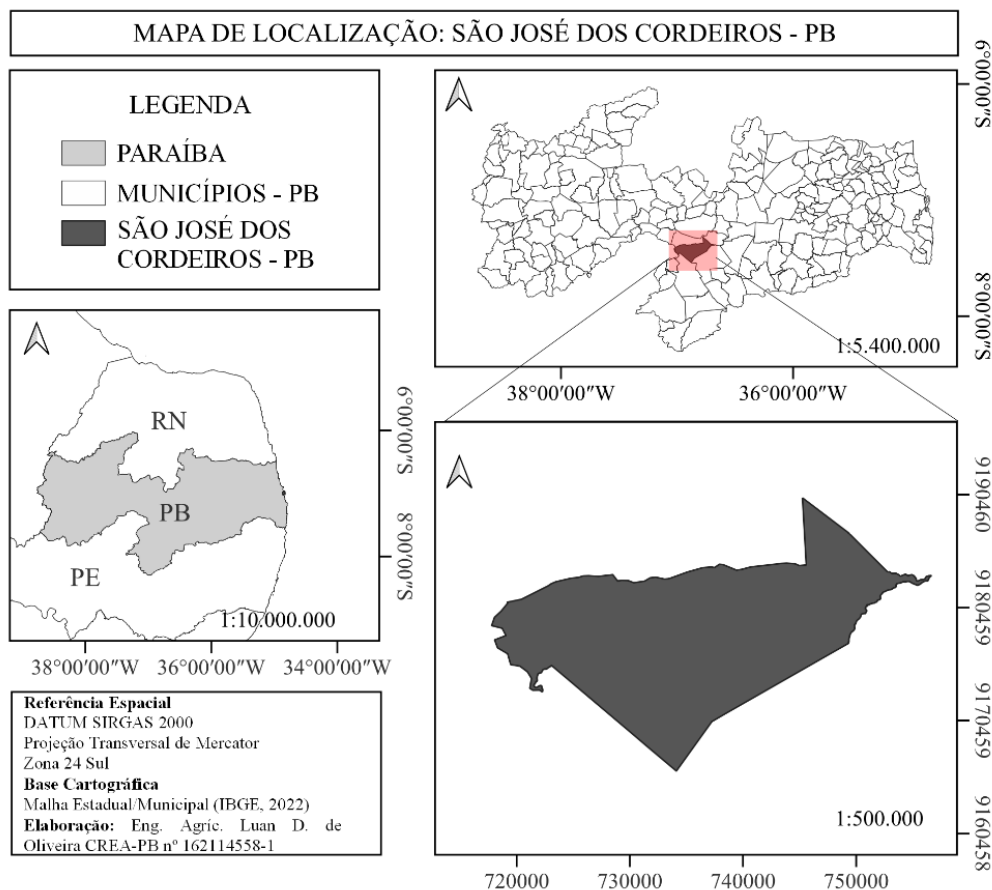 MAPA DE LOCALIZAÇÃO: SÃO JOSÉ DOS CORDEIROS - PB
LEGENDA
PARAÍBA
MUNICÍPIOS - PB
SÃO JOSÉ DOS
CORDEIROS - PB
6°00'00"S
8°00'00"S
1:5.400.000
38°00'00"W
36°00'00"W
RN
PB
PE
1:10.000.000
6°00'00"S
8°00'00"S
38°00'00"W
36°00'00"W
34°00'00"W
9190460
9180459
9170459
9160458
1:500.000
720000
730000
740000
750000
Referência Espacial
DATUM SIRGAS 2000
Projeção Transversal de Mercator
Zona 24 Sul
Base Cartográfica
Malha Estadual/Municipal (IBGE, 2022)
Elaboração: Eng. Agríc. Luan D. de
Oliveira CREA-PB nº 162114558-1